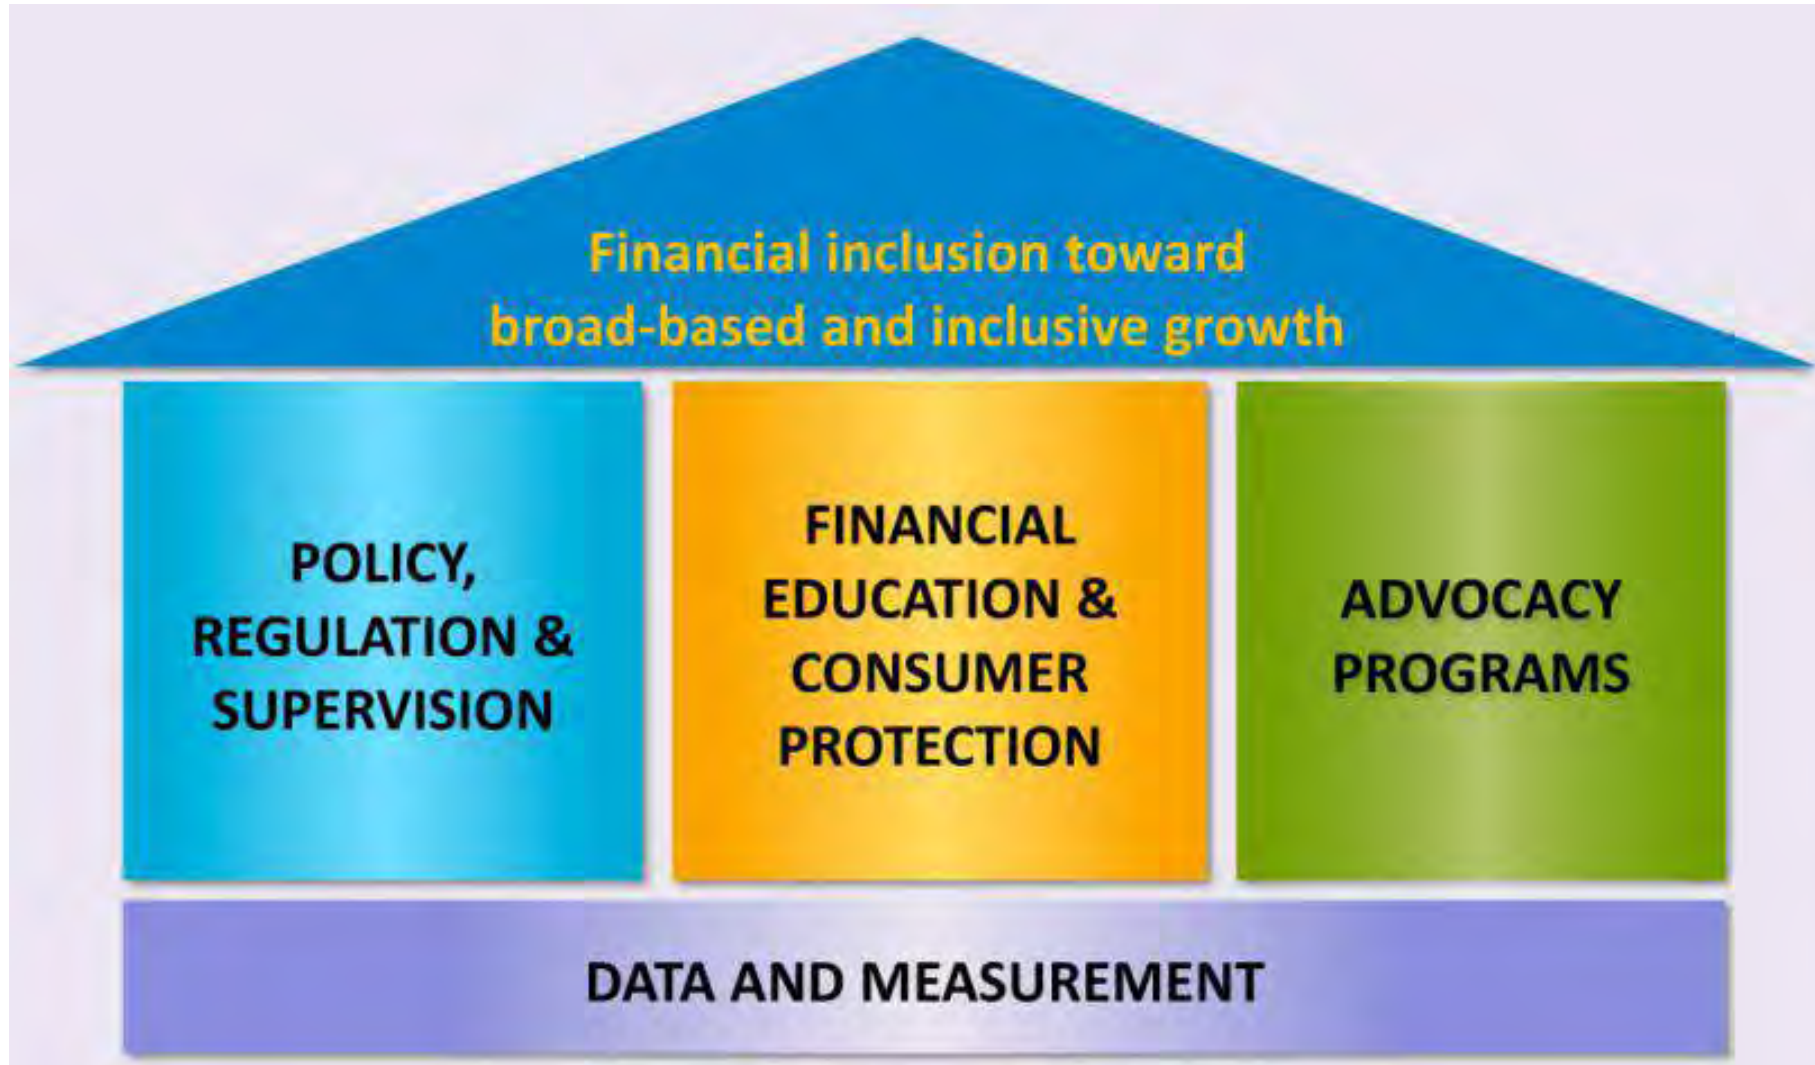 Financial inclusion toward
broad-based and inclusive growth
POLICY,
REGULATION &
SUPERVISION
FINANCIAL
EDUCATION &
CONSUMER
PROTECTION
ADVOCACY
PROGRAMS
DATA AND MEASUREMENT